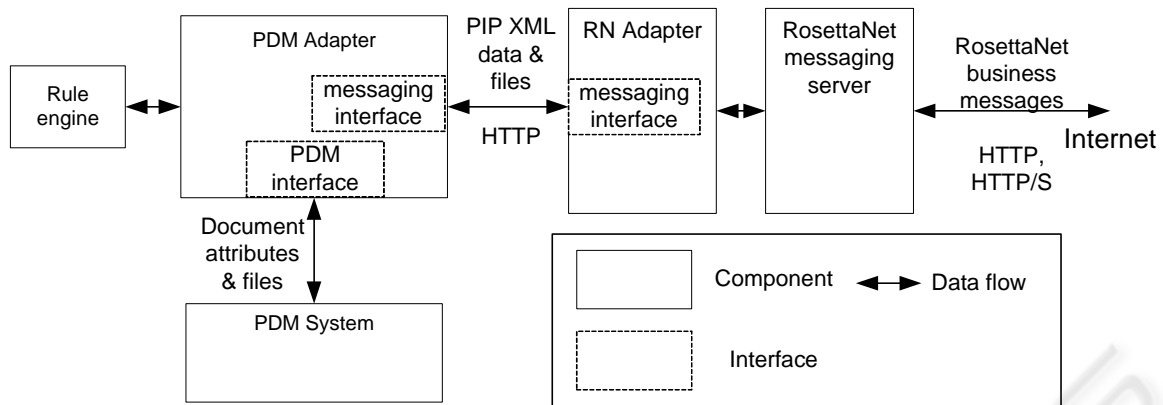 Rule
engine
PDM Adapter
messaging
interface
PDM
interface
Document
attributes
& files
PDM System
PIP XML
data &
files
HTTP
RN Adapter
messaging
interface
RosettaNet
messaging
server
RosettaNet
business
messages
Internet
HTTP,
HTTP/S
Component
Data flow
Interface